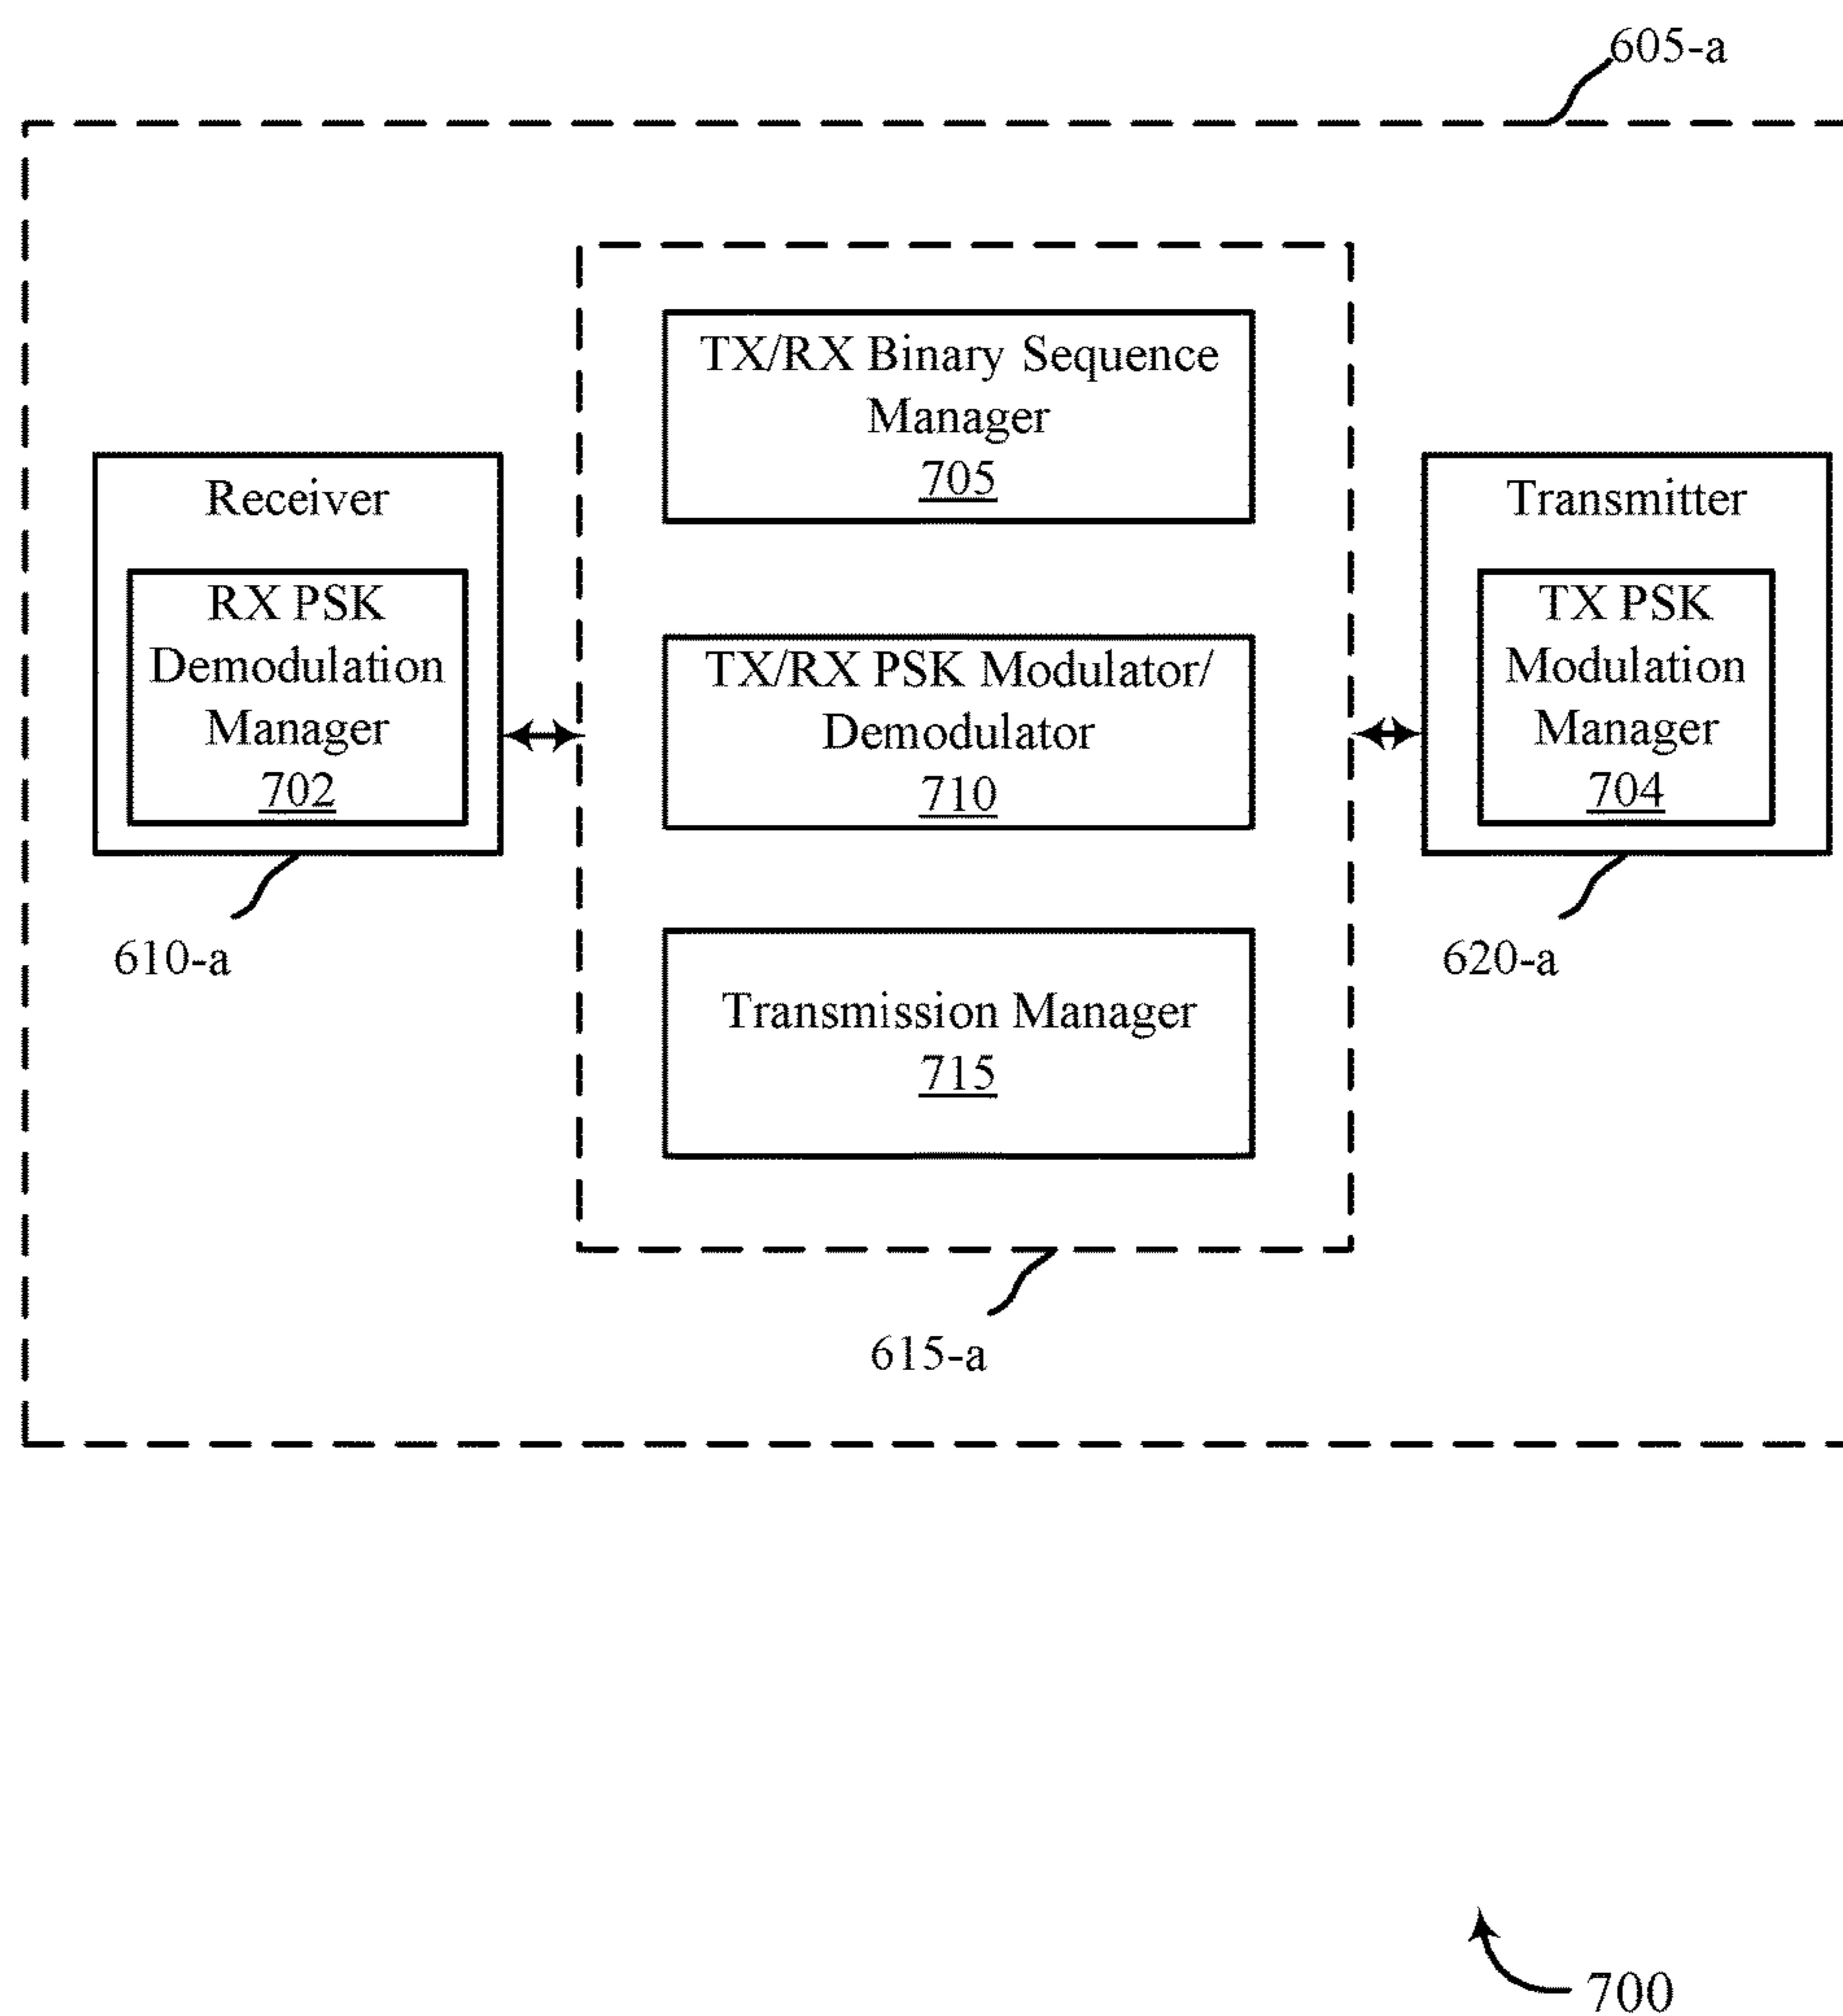 605-a
TX/RX Binary Sequence
Manager
705
Receiver
RX PSK
Demodulation
Manager
702
610-a
TX/RX PSK Modulator/
Demodulator
710
Transmitter
TX PSK
Modulation
Manager
704
620-a
Transmission Manager
715
615-a
700